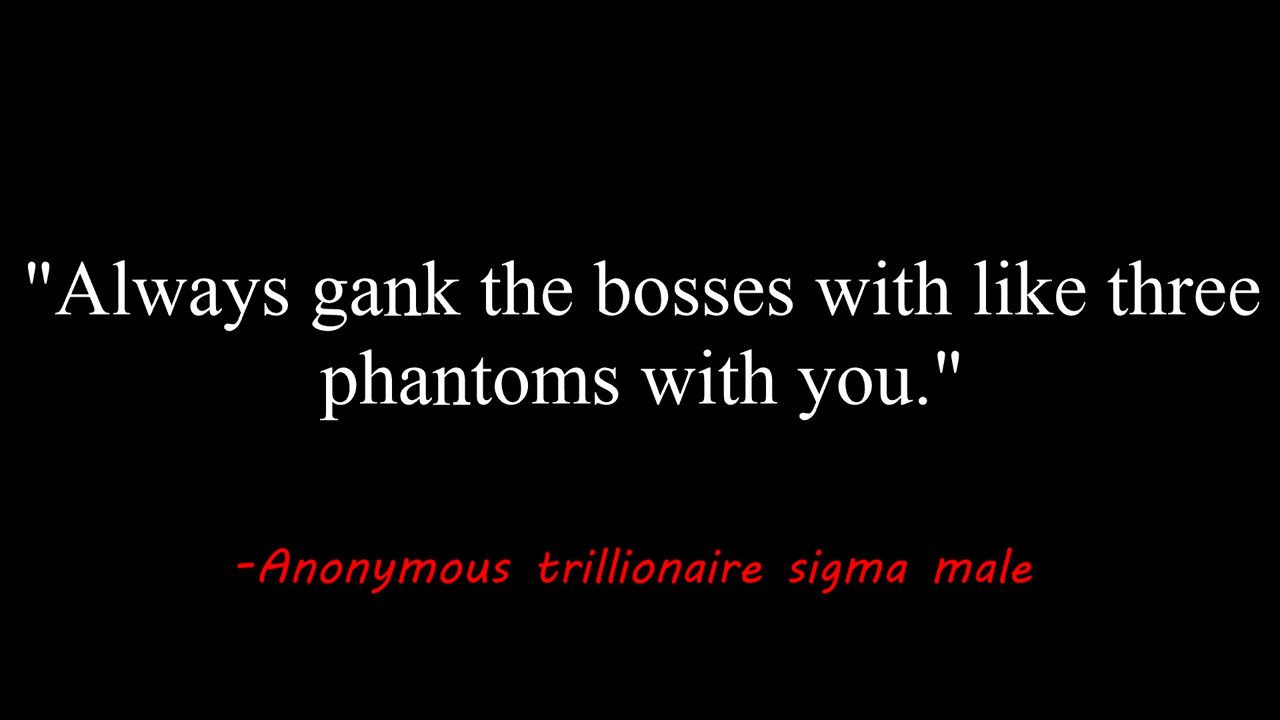 "Always gank the bosses with like three
phantoms with you."
-Anonymous trillionaire sigma male